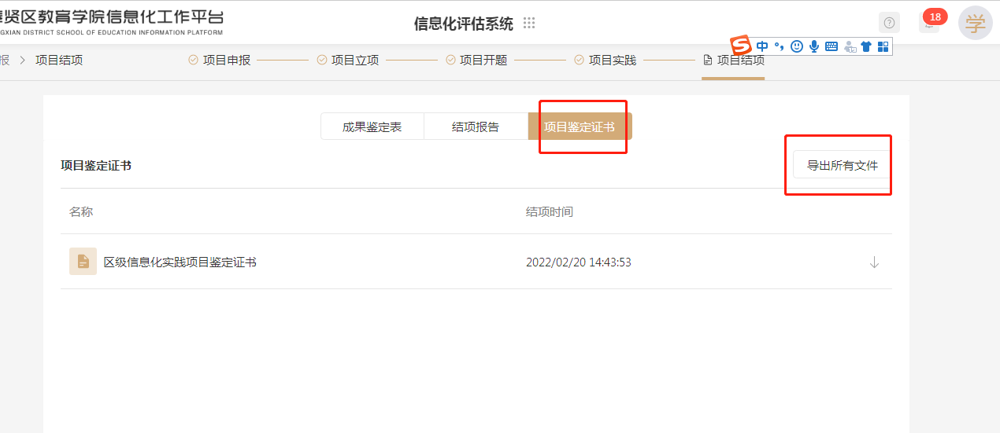 贤区教育学院信息化工作平台
GXIAN DISTRICT SCHOOL OF EDUCATION INFORMATION PLATFORM
信息化评估系统
18
学
中
报 > 项目结项
项目申报
项目立项
项目开题
项目实践
项目结项
成果鉴定表
结项报告
项目鉴定证书
项目鉴定证书
导出所有文件
名称
结项时间
区级信息化实践项目鉴定证书
2022/02/20 14:43:53